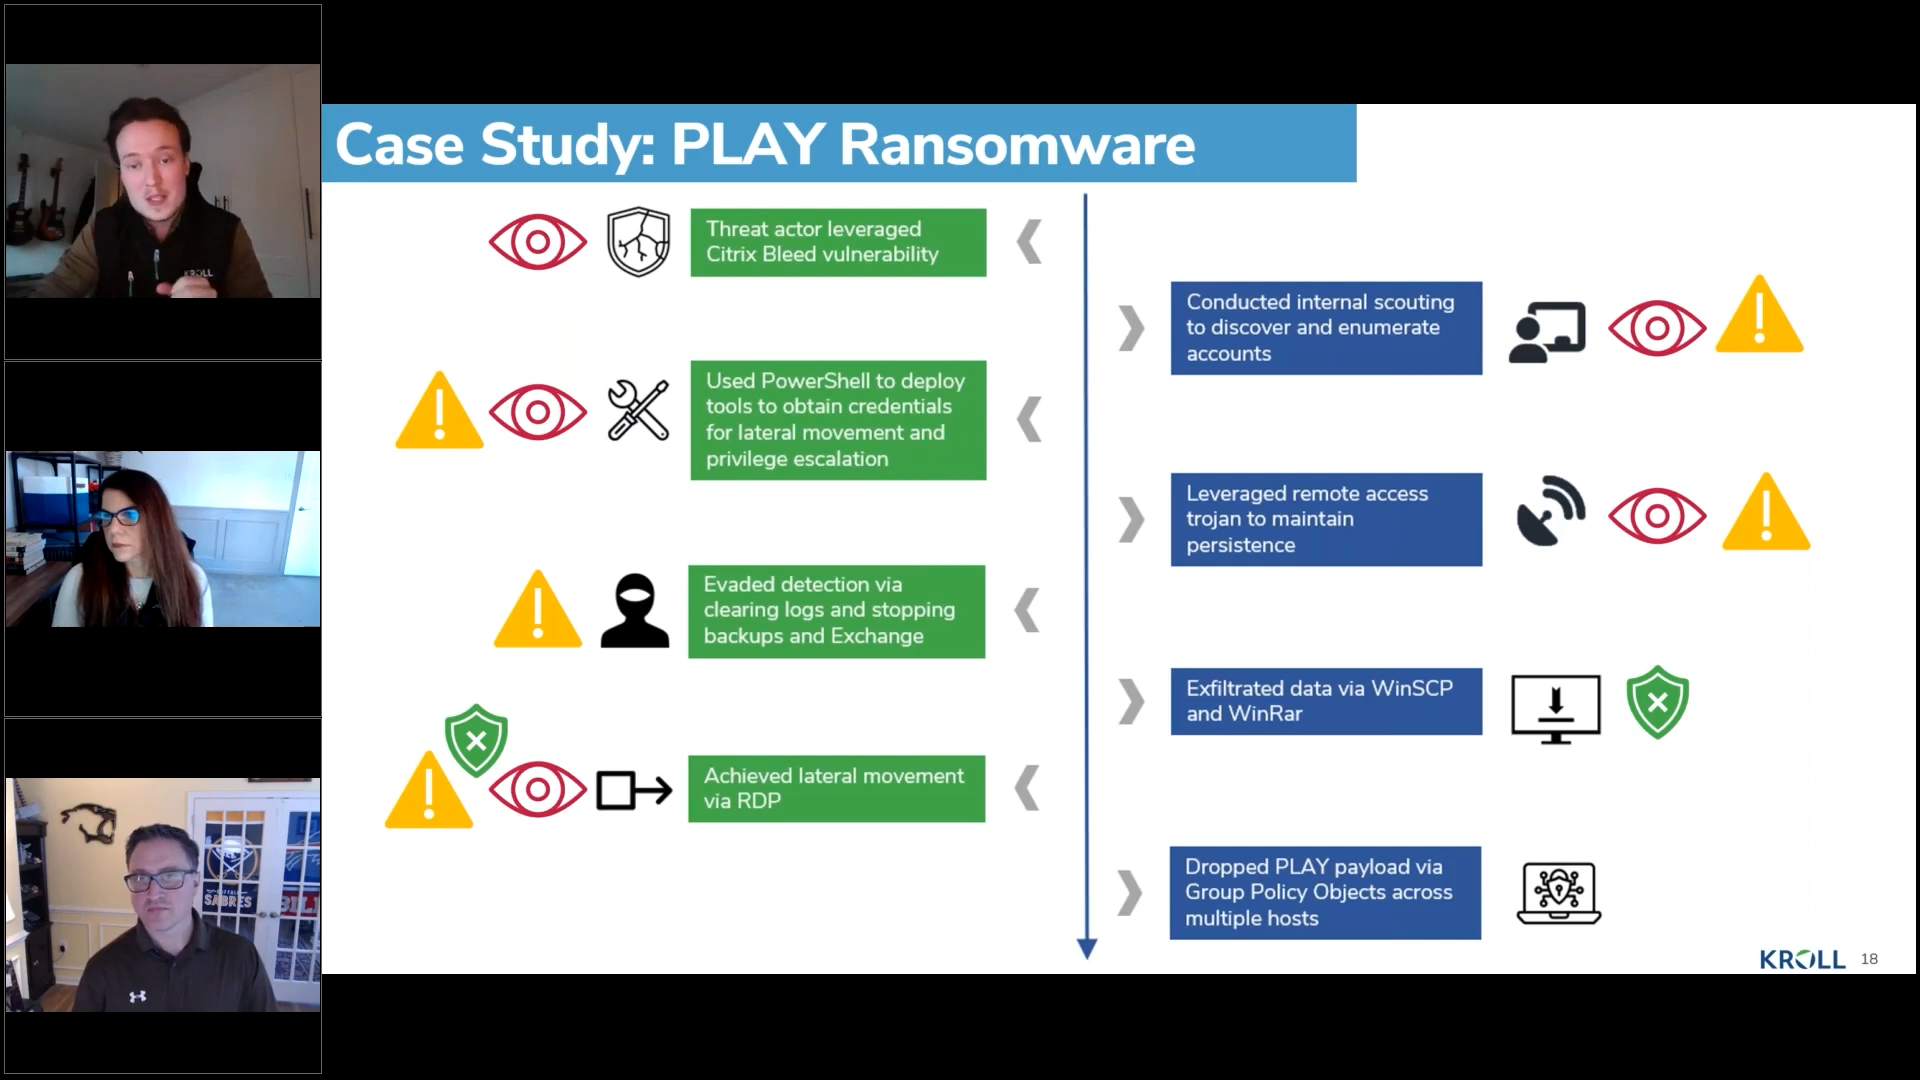 Case Study: PLAY Ransomware
Threat actor leveraged
Citrix Bleed vulnerability
Conducted internal scouting
to discover and enumerate
accounts
Used PowerShell to deploy
tools to obtain credentials
for lateral movement and
privilege escalation
Leveraged remote access
trojan to maintain
persistence
Evaded detection via
clearing logs and stopping
backups and Exchange
Exfiltrated data via WinSCP
and WinRar
Achieved lateral movement
via RDP
Dropped PLAY payload via
Group Policy Objects across
multiple hosts
KROLL 18
KROLL
BUFFALO
SABRES